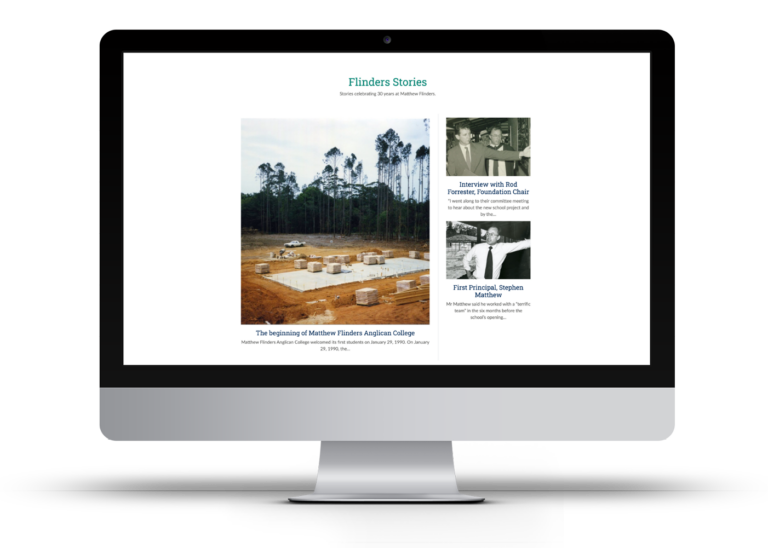 Flinders Stories
Stories celebrating 30 years at Matthew Flinders.
The beginning of Matthew Flinders Anglican College
Matthew Flinders Anglican College welcomed its first students on January 29, 1990. On January
29, 1990, the...
Interview with Rod
Forrester, Foundation Chair
"I went along to their committee meeting
to hear about the new school project and
by the...
First Principal, Stephen
Matthew
Mr Matthew said he worked with a "terrific
team" in the six months before the
school's opening...